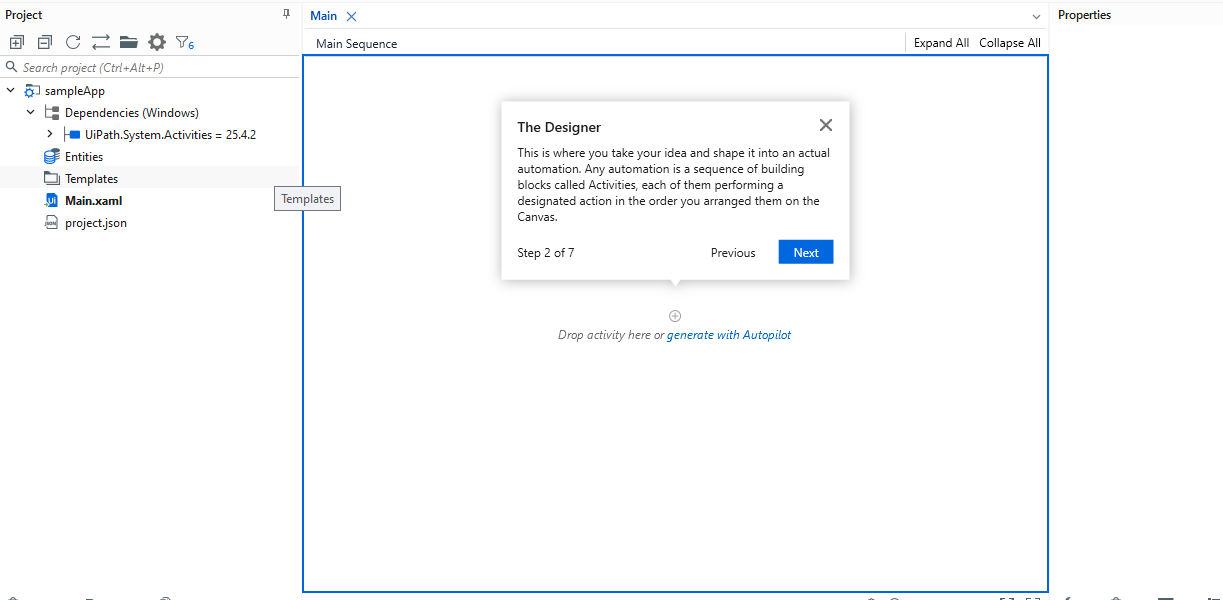 Project
6
Search project (Ctrl+Alt+P)
sampleApp
Dependencies (Windows)
UiPath.System.Activities = 25.4.2
Entities
Templates
Main.xaml
project.json
Templates
Main
Main Sequence
Expand All Collapse All
The Designer
This is where you take your idea and shape it into an actual
automation. Any automation is a sequence of building
blocks called Activities, each of them performing a
designated action in the order you arranged them on the
Canvas.
Step 2 of 7
Previous
Next
Drop activity here or generate with Autopilot
Properties